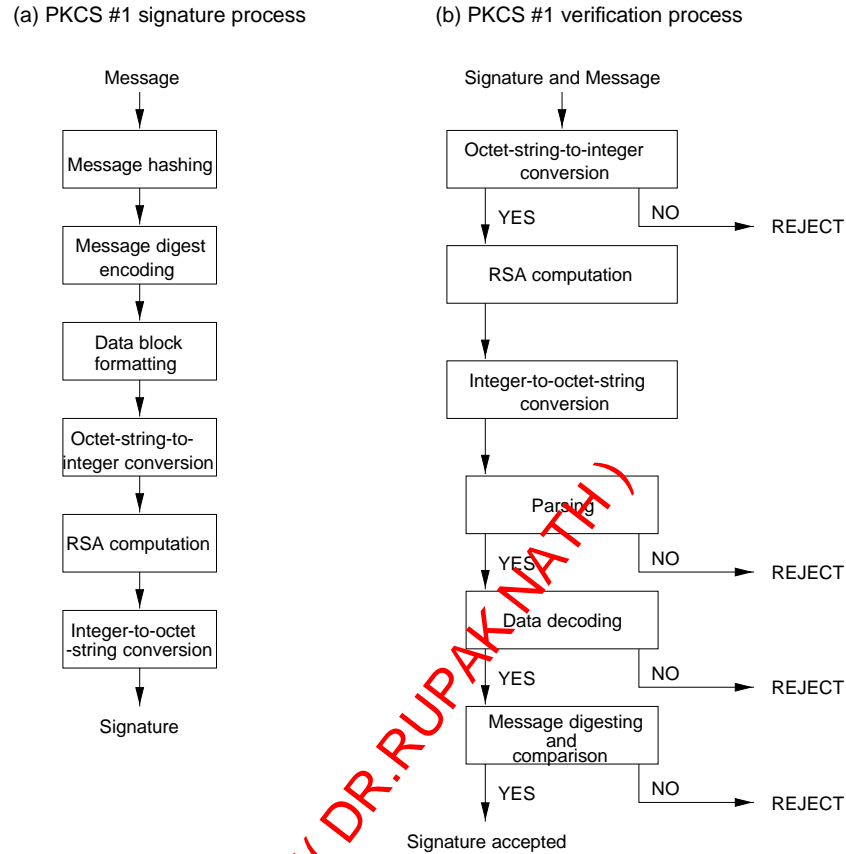 (a) PKCS #1 signature process
Message
Message hashing
Message digest
encoding
Data block
formatting
Octet-string-to-
integer conversion
RSA computation
Integer-to-octet
-string conversion
Signature
(b) PKCS #1 verification process
Signature and Message
Octet-string-to-integer
conversion
YES
NO
REJECT
RSA computation
Integer-to-octet-string
conversion
Parsing
YES
NO
REJECT
Data decoding
YES
NO
REJECT
Message digesting
and
comparison
YES
NO
REJECT
Signature accepted
( DR.RUPAK NATH )